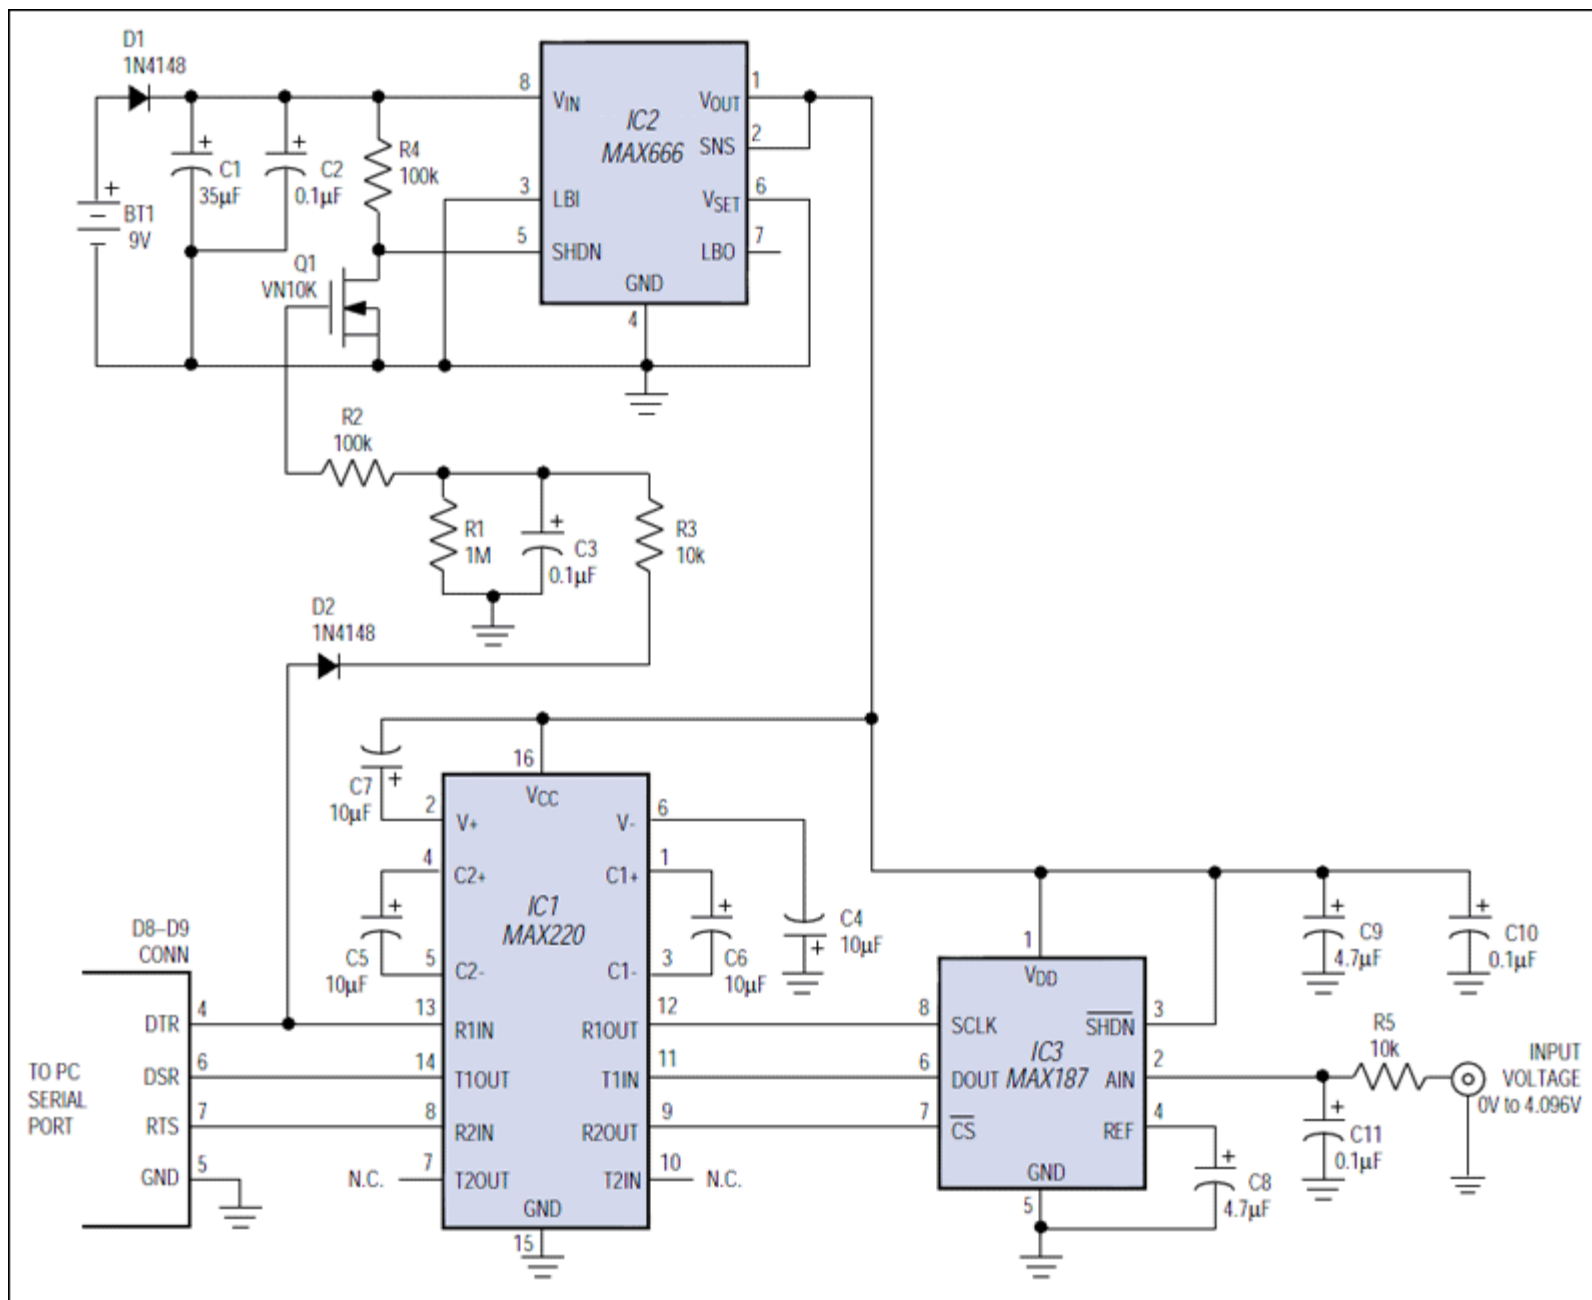 D1
1N4148
8
VIN
VOUT
1
IC2
MAX666
SNS
2
C1
35μF
C2
0.1μF
R4
100k
3
LBI
VSET
6
BT1
9V
5
SHDN
LBO
7
Q1
VN10K
GND
4
+
+
+
R2
100k
R1
1M
+
C3
0.1μF
R3
10k
D2
1N4148
16
VCC
C7
10μF
+
2
V+
V-
6
4
C2+
C1+
1
IC1
MAX220
+
C5
10μF
5
C2-
C1-
3
+
C6
10μF
C4
10μF
+
D8–D9
CONN
DTR
4
13
R1IN
R1OUT
12
DSR
6
14
T1OUT
T1IN
11
RTS
7
8
R2IN
R2OUT
9
GND
5
N.C.
7
T2OUT
T2IN
10
N.C.
GND
15
TO PC
SERIAL
PORT
1
VDD
8
SCLK
SHDN
3
IC3
MAX187
6
DOUT
AIN
2
7
CS
REF
4
GND
5
+
C9
4.7μF
+
C10
0.1μF
R5
10k
INPUT
VOLTAGE
0V to 4.096V
+
C11
0.1μF
+
C8
4.7μF